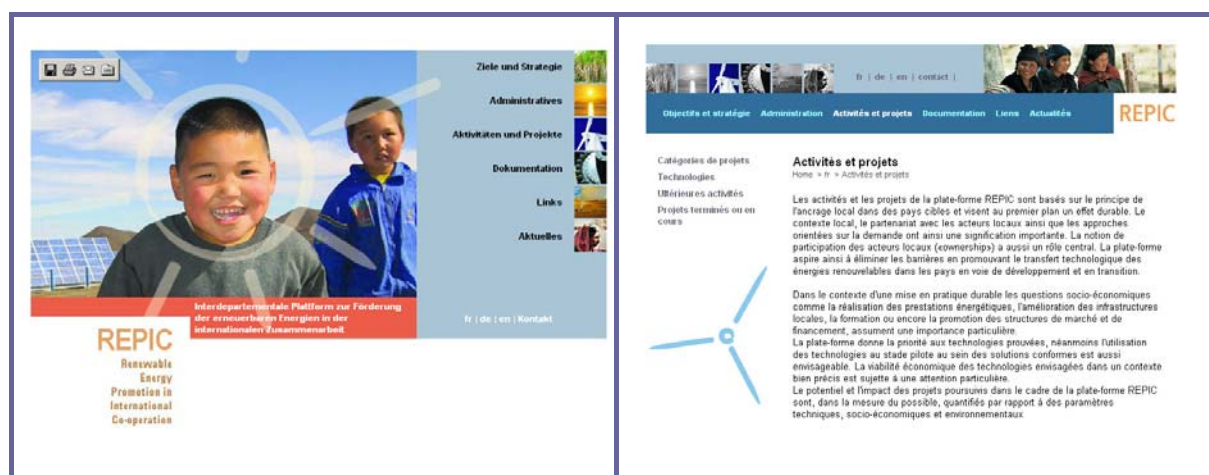 Ziele und Strategie
Administratives
Aktivitäten und Projekte
Dokumentation
Links
Aktuelles
Interdepartementale Plattform zur Förderung
der erneuerbaren Energien in der
internationalen Zusammenarbeit
fr | de | en | Kontakt
REPIC
Renewable
Energy
Promotion in
International
Co-operation
fr | de | en | contact |
Objectifs et stratégie Administration Activités et projets Documentation Liens Actualités
REPIC
Catégories de projets
Technologies
Ultérieures activités
Projets terminés ou en
cours
Activités et projets
Home » fr » Activités et projets
Les activités et les projets de la plate-forme REPIC sont basés sur le principe de
l'ancrage local dans des pays cibles et visent au premier plan un effet durable. Le
contexte local, le partenariat avec les acteurs locaux ainsi que les approches
orientées sur la demande ont ainsi une signification importante. La notion de
participation des acteurs locaux («ownership») a aussi un rôle central. La plate-forme
aspire ainsi à éliminer les barrières en promouvant le transfert technologique des
énergies renouvelables dans les pays en voie de développement et en transition.
Dans le contexte d'une mise en pratique durable les questions socio-économiques
comme la réalisation des prestations énergétiques, l'amélioration des infrastructures
locales, la formation ou encore la promotion des structures de marché et de
financement, assument une importance particulière.
La plate-forme donne la priorité aux technologies prouvées, néanmoins l'utilisation
des technologies au stade pilote au sein des solutions conformes est aussi
envisageable. La viabilité économique des technologies envisagées dans un contexte
bien précis est sujette à une attention particulière.
Le potentiel et l'impact des projets poursuivis dans le cadre de la plate-forme REPIC
sont, dans la mesure du possible, quantifiés par rapport à des paramètres
techniques, socio-économiques et environnementaux